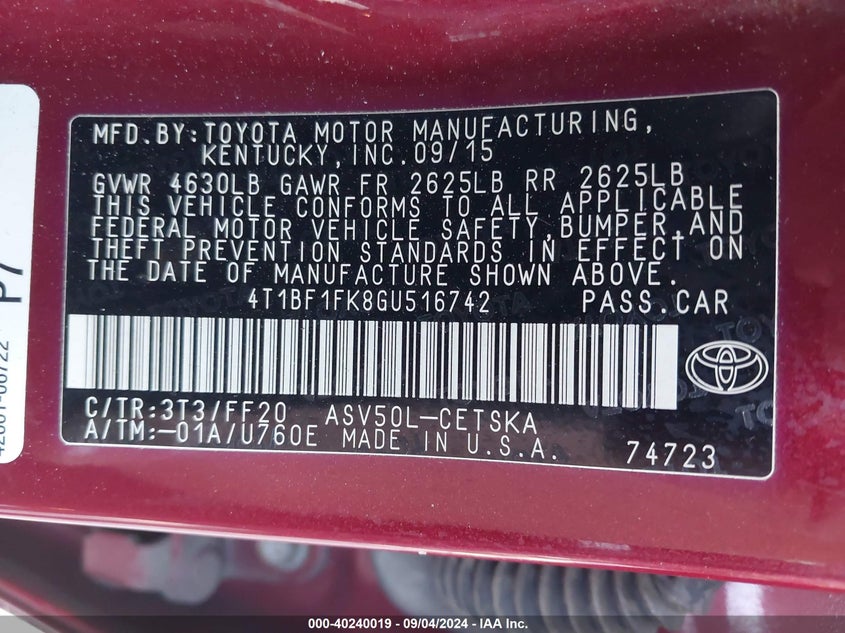 MFD.BY:TOYOTA MOTOR MANUFACTURING,
KENTUCKY,INC.09/15
GVWR 4630LB GAWR FR 2625LB RR 2625LB
THIS VEHICLE CONFORMS TO ALL APPLICABLE
FEDERAL MOTOR VEHICLE SAFETY,BUMPER,AND
THEFT PREVENTION STANDARDS IN EFFECT ON
THE DATE OF MANUFACTURE SHOWN ABOVE.
4T1BF1FK8GU516742 PASS.CAR
C/TR:3T3/FF20 ASV50L-CETSKA
A/TM:-01A/U760E MADE IN U.S.A. 74723
P7
000-40240019 - 09/04/2024 - © IAA Inc.